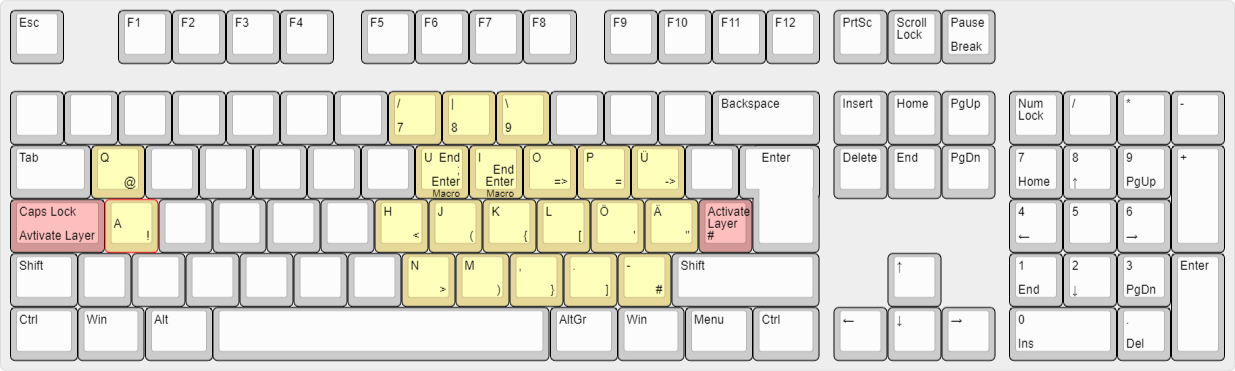 Esc F1 F2 F3 F4 F5 F6 F7 F8 F9 F10 F11 F12 PrtSc Scroll Pause
Lock
Break
/ | \ Backspace Insert Home PgUp Num / * -
Lock
7 8 9
Tab Q U End I O P Ü Enter Delete End PgDn 7 8 9 +
; End
@ Enter Enter => = -> Home ↑ PgUp
Macro Macro
Caps Lock A H J K L Ö Ä Activate 4 5 6
Layer
Avtivate Layer ! < ( { [ ' " # ← →
Shift N M , . - Shift ↑ 1 2 3 Enter
> ) } ] # End ↓ PgDn
Ctrl Win Alt AltGr Win Menu Ctrl ← ↓ → 0 .
Ins Del